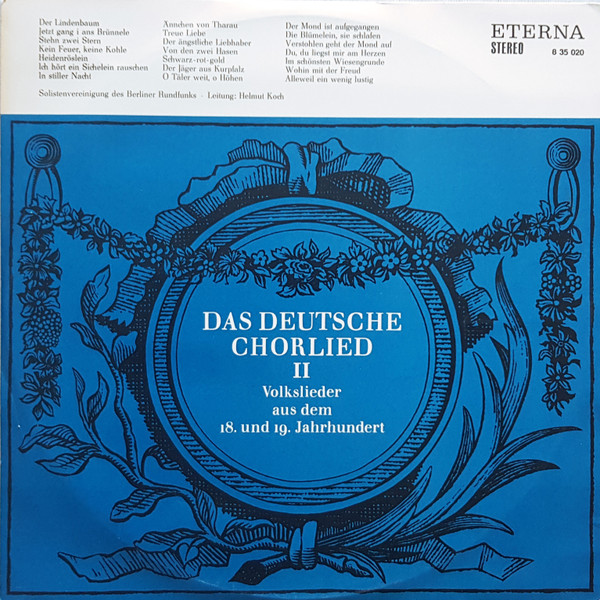 Der Lindenbaum
Jetzt gang i ans Brünnele
Stehn zwei Stern
Kein Feuer, keine Kohle
Heidenröslein
Ich hört ein Sichelein rauschen
In stiller Nacht
Ännchen von Tharau
Treue Liebe
Der ängstliche Liebhaber
Von den zwei Hasen
Schwarz-rot-gold
Der Jäger aus Kurpfalz
O Täler weit, o Höhen
Der Mond ist aufgegangen
Die Blümelein, sie schlafen
Verstohlen geht der Mond auf
Du, du liegst mir am Herzen
Im schönsten Wiesengrunde
Wohin mit der Freud
Alleweil ein wenig lustig
Solistenvereinigung des Berliner Rundfunks · Leitung: Helmut Koch
ETERNA
STEREO 8 35 020
DAS DEUTSCHE
CHORLIED
II
Volkslieder
aus dem
18. und 19. Jahrhundert